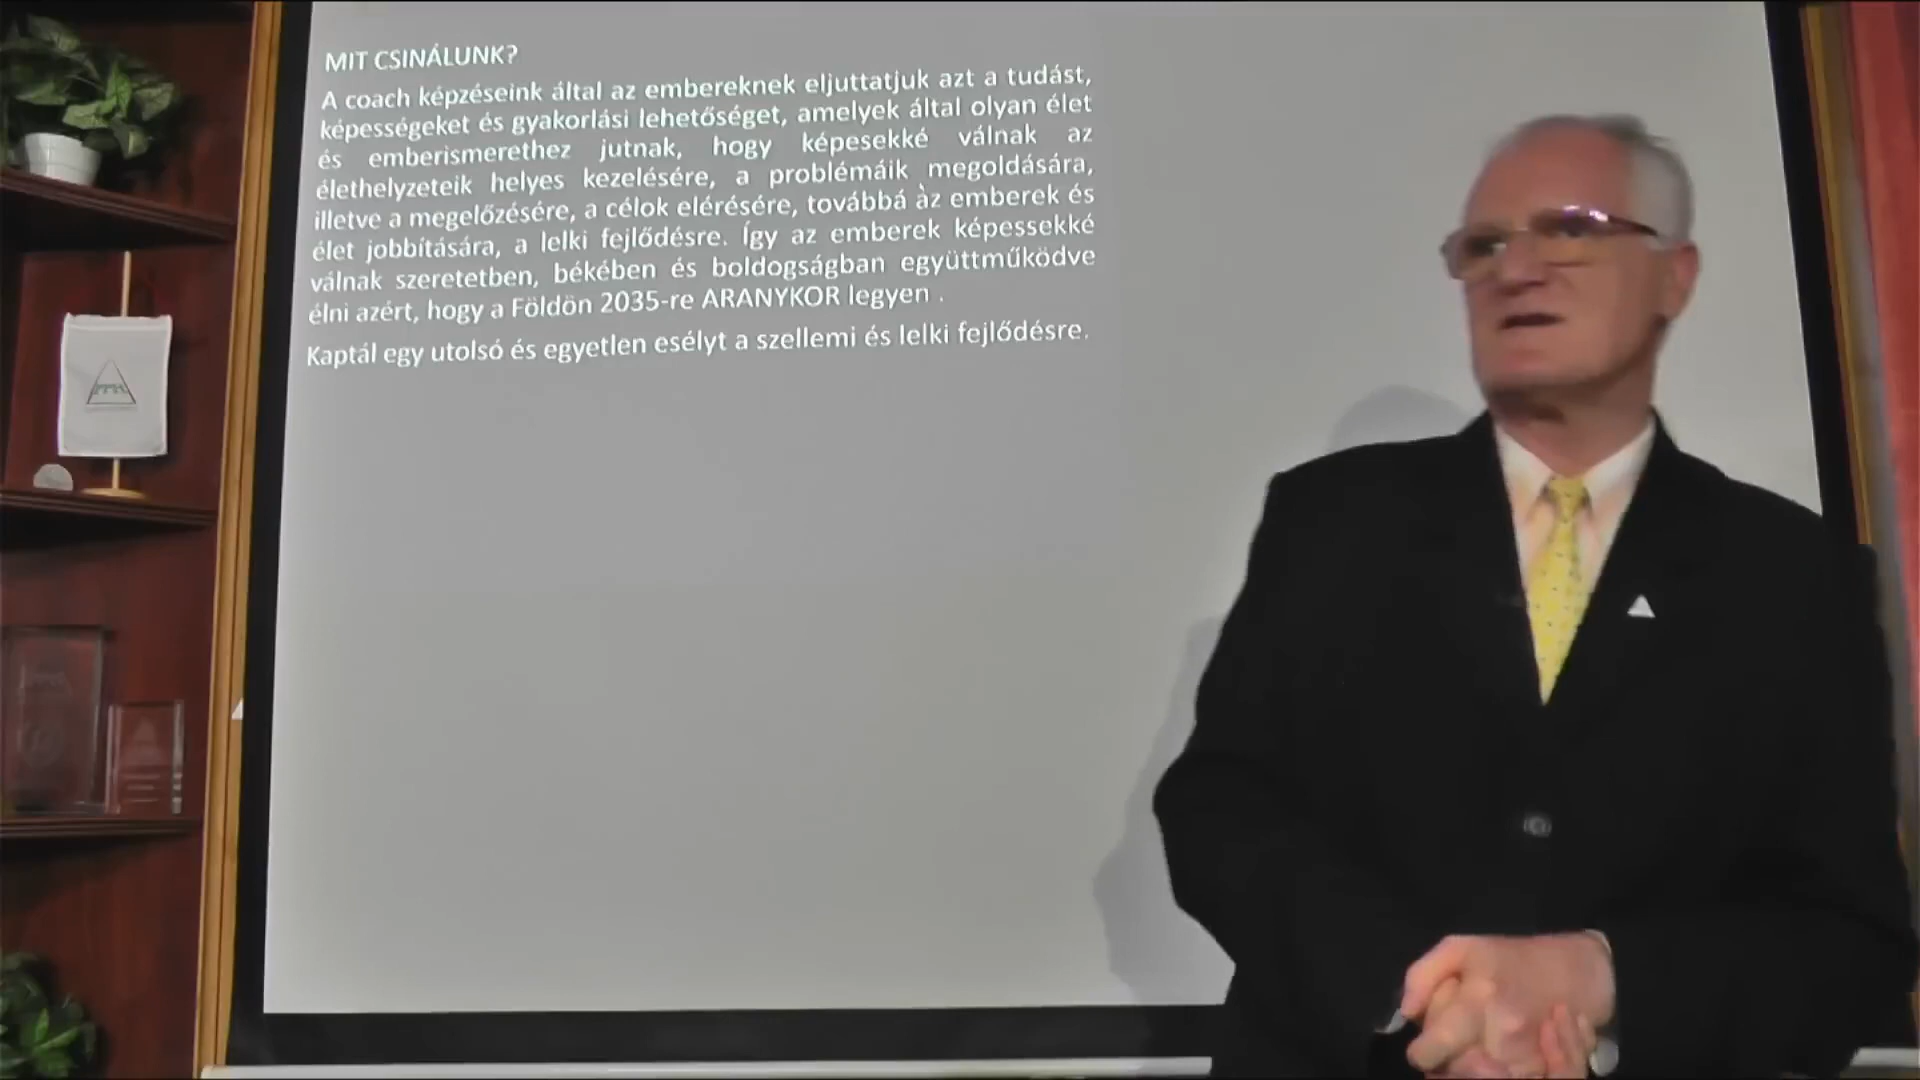 MIT CSINÁLUNK?
A coach képzéseink által az embereknek eljuttatjuk azt a tudást,
képességeket és gyakorlási lehetőséget, amelyek által olyan élet
és emberismerethez jutnak, hogy képesekké válnak az
élethelyzeteik helyes kezelésére, a problémáik megoldására,
illetve a megelőzésére, a célok elérésére, továbbá az emberek és
élet jobbítására, a lelki fejlődésre. Így az emberek képessekké
válnak szeretetben, békében és boldogságban együttműködve
élni azért, hogy a Földön 2035-re ARANYKOR legyen .
Kaptál egy utolsó és egyetlen esélyt a szellemi és lelki fejlődésre.